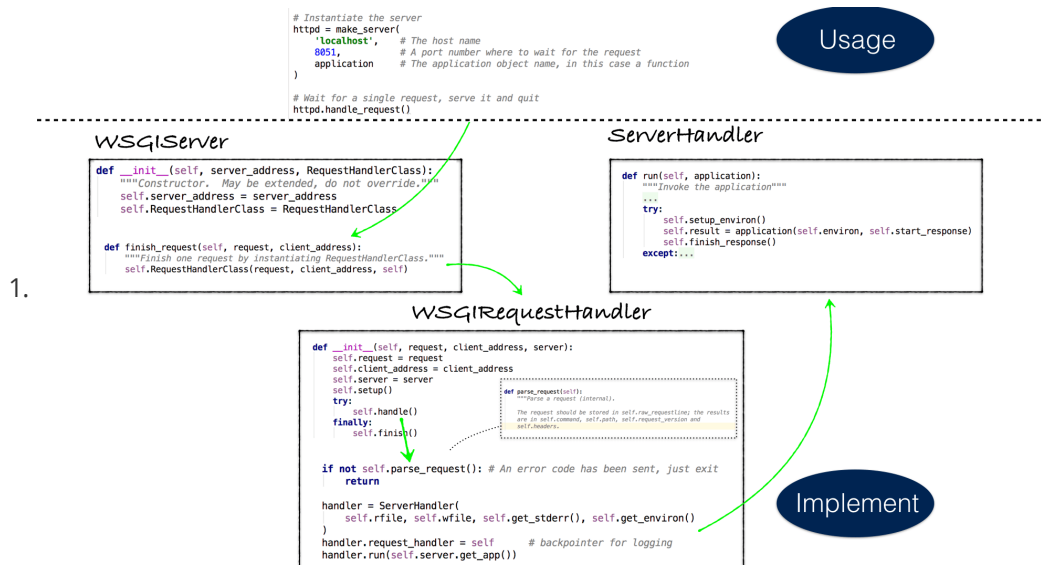 # Instantiate the server
httpd = make_server(
    'localhost',    # The host name
    8051,           # A port number where to wait for the request
    application     # The application object name, in this case a function
)
# Wait for a single request, serve it and quit
httpd.handle_request()
Usage
WSGIServer
def __init__(self, server_address, RequestHandlerClass):
    """Constructor.  May be extended, do not override."""
    self.server_address = server_address
    self.RequestHandlerClass = RequestHandlerClass
def finish_request(self, request, client_address):
    """Finish one request by instantiating RequestHandlerClass."""
    self.RequestHandlerClass(request, client_address, self)
ServerHandler
def run(self, application):
    """Invoke the application"""
    ...
    try:
        self.setup_environ()
        self.result = application(self.environ, self.start_response)
        self.finish_response()
    except:...
1.
WSGIRequestHandler
def __init__(self, request, client_address, server):
    self.request = request
    self.client_address = client_address
    self.server = server
    self.setup()
    try:
        self.handle()
    finally:
        self.finish()
def parse_request(self):
    """Parse a request (internal).
    The request should be stored in self.raw_requestline; the results
    are in self.command, self.path, self.request_version and
    self.headers.
if not self.parse_request(): # An error code has been sent, just exit
    return
handler = ServerHandler(
    self.rfile, self.wfile, self.get_stderr(), self.get_environ()
)
handler.request_handler = self      # backpointer for logging
handler.run(self.server.get_app())
Implement